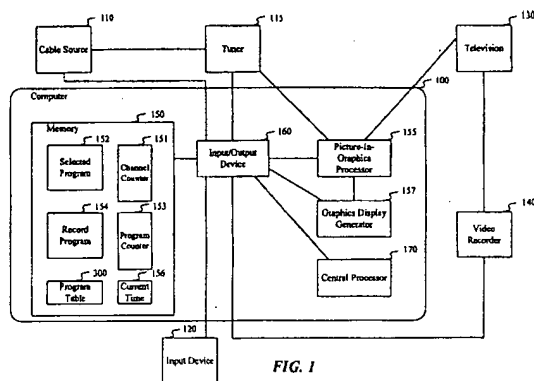 110
115
130
Cable Source
Tuner
Television
100
Computer
150
Memory
152
151
160
155
Selected Program
Channel Counter
Input/Output Device
Picture-In-Graphics Processor
154
153
157
140
Record Program
Program Counter
Graphics Display Generator
Video Recorder
300
156
170
Program Table
Current Time
Central Processor
120
Input Device
FIG. 1